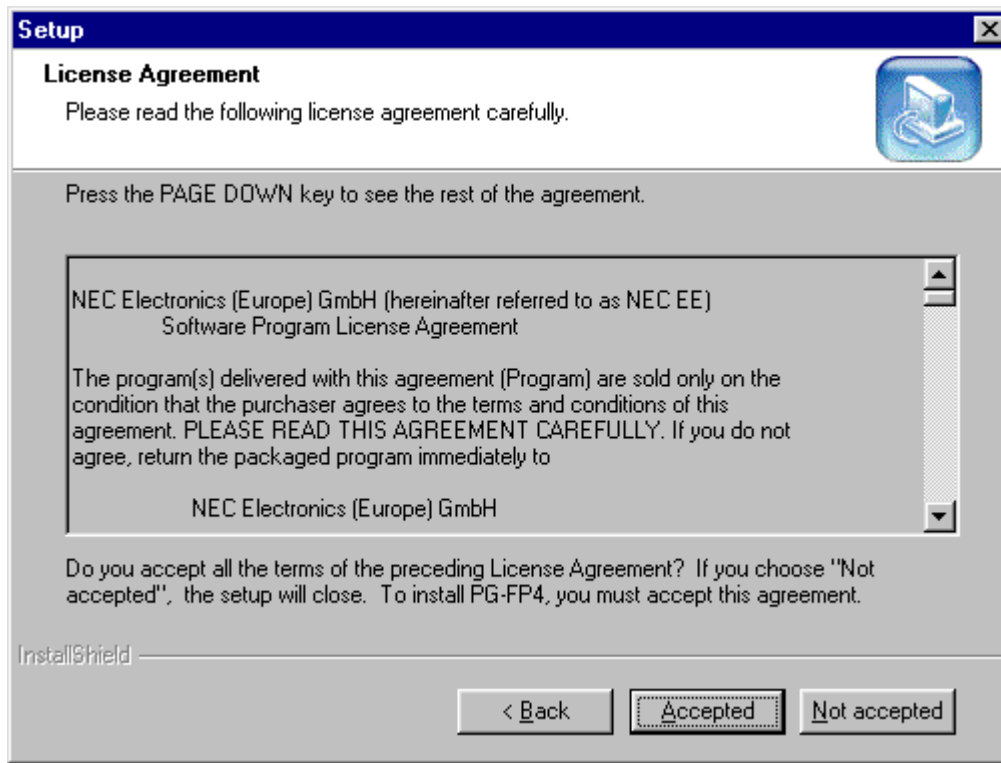 Setup
License Agreement
Please read the following license agreement carefully.
Press the PAGE DOWN key to see the rest of the agreement.
NEC Electronics (Europe) GmbH (hereinafter referred to as NEC EE)
Software Program License Agreement
The program(s) delivered with this agreement (Program) are sold only on the
condition that the purchaser agrees to the terms and conditions of this
agreement. PLEASE READ THIS AGREEMENT CAREFULLY. If you do not
agree, return the packaged program immediately to
NEC Electronics (Europe) GmbH
Do you accept all the terms of the preceding License Agreement?  If you choose "Not
accepted",  the setup will close.  To install PG-FP4, you must accept this agreement.
InstallShield
< Back
Accepted
Not accepted